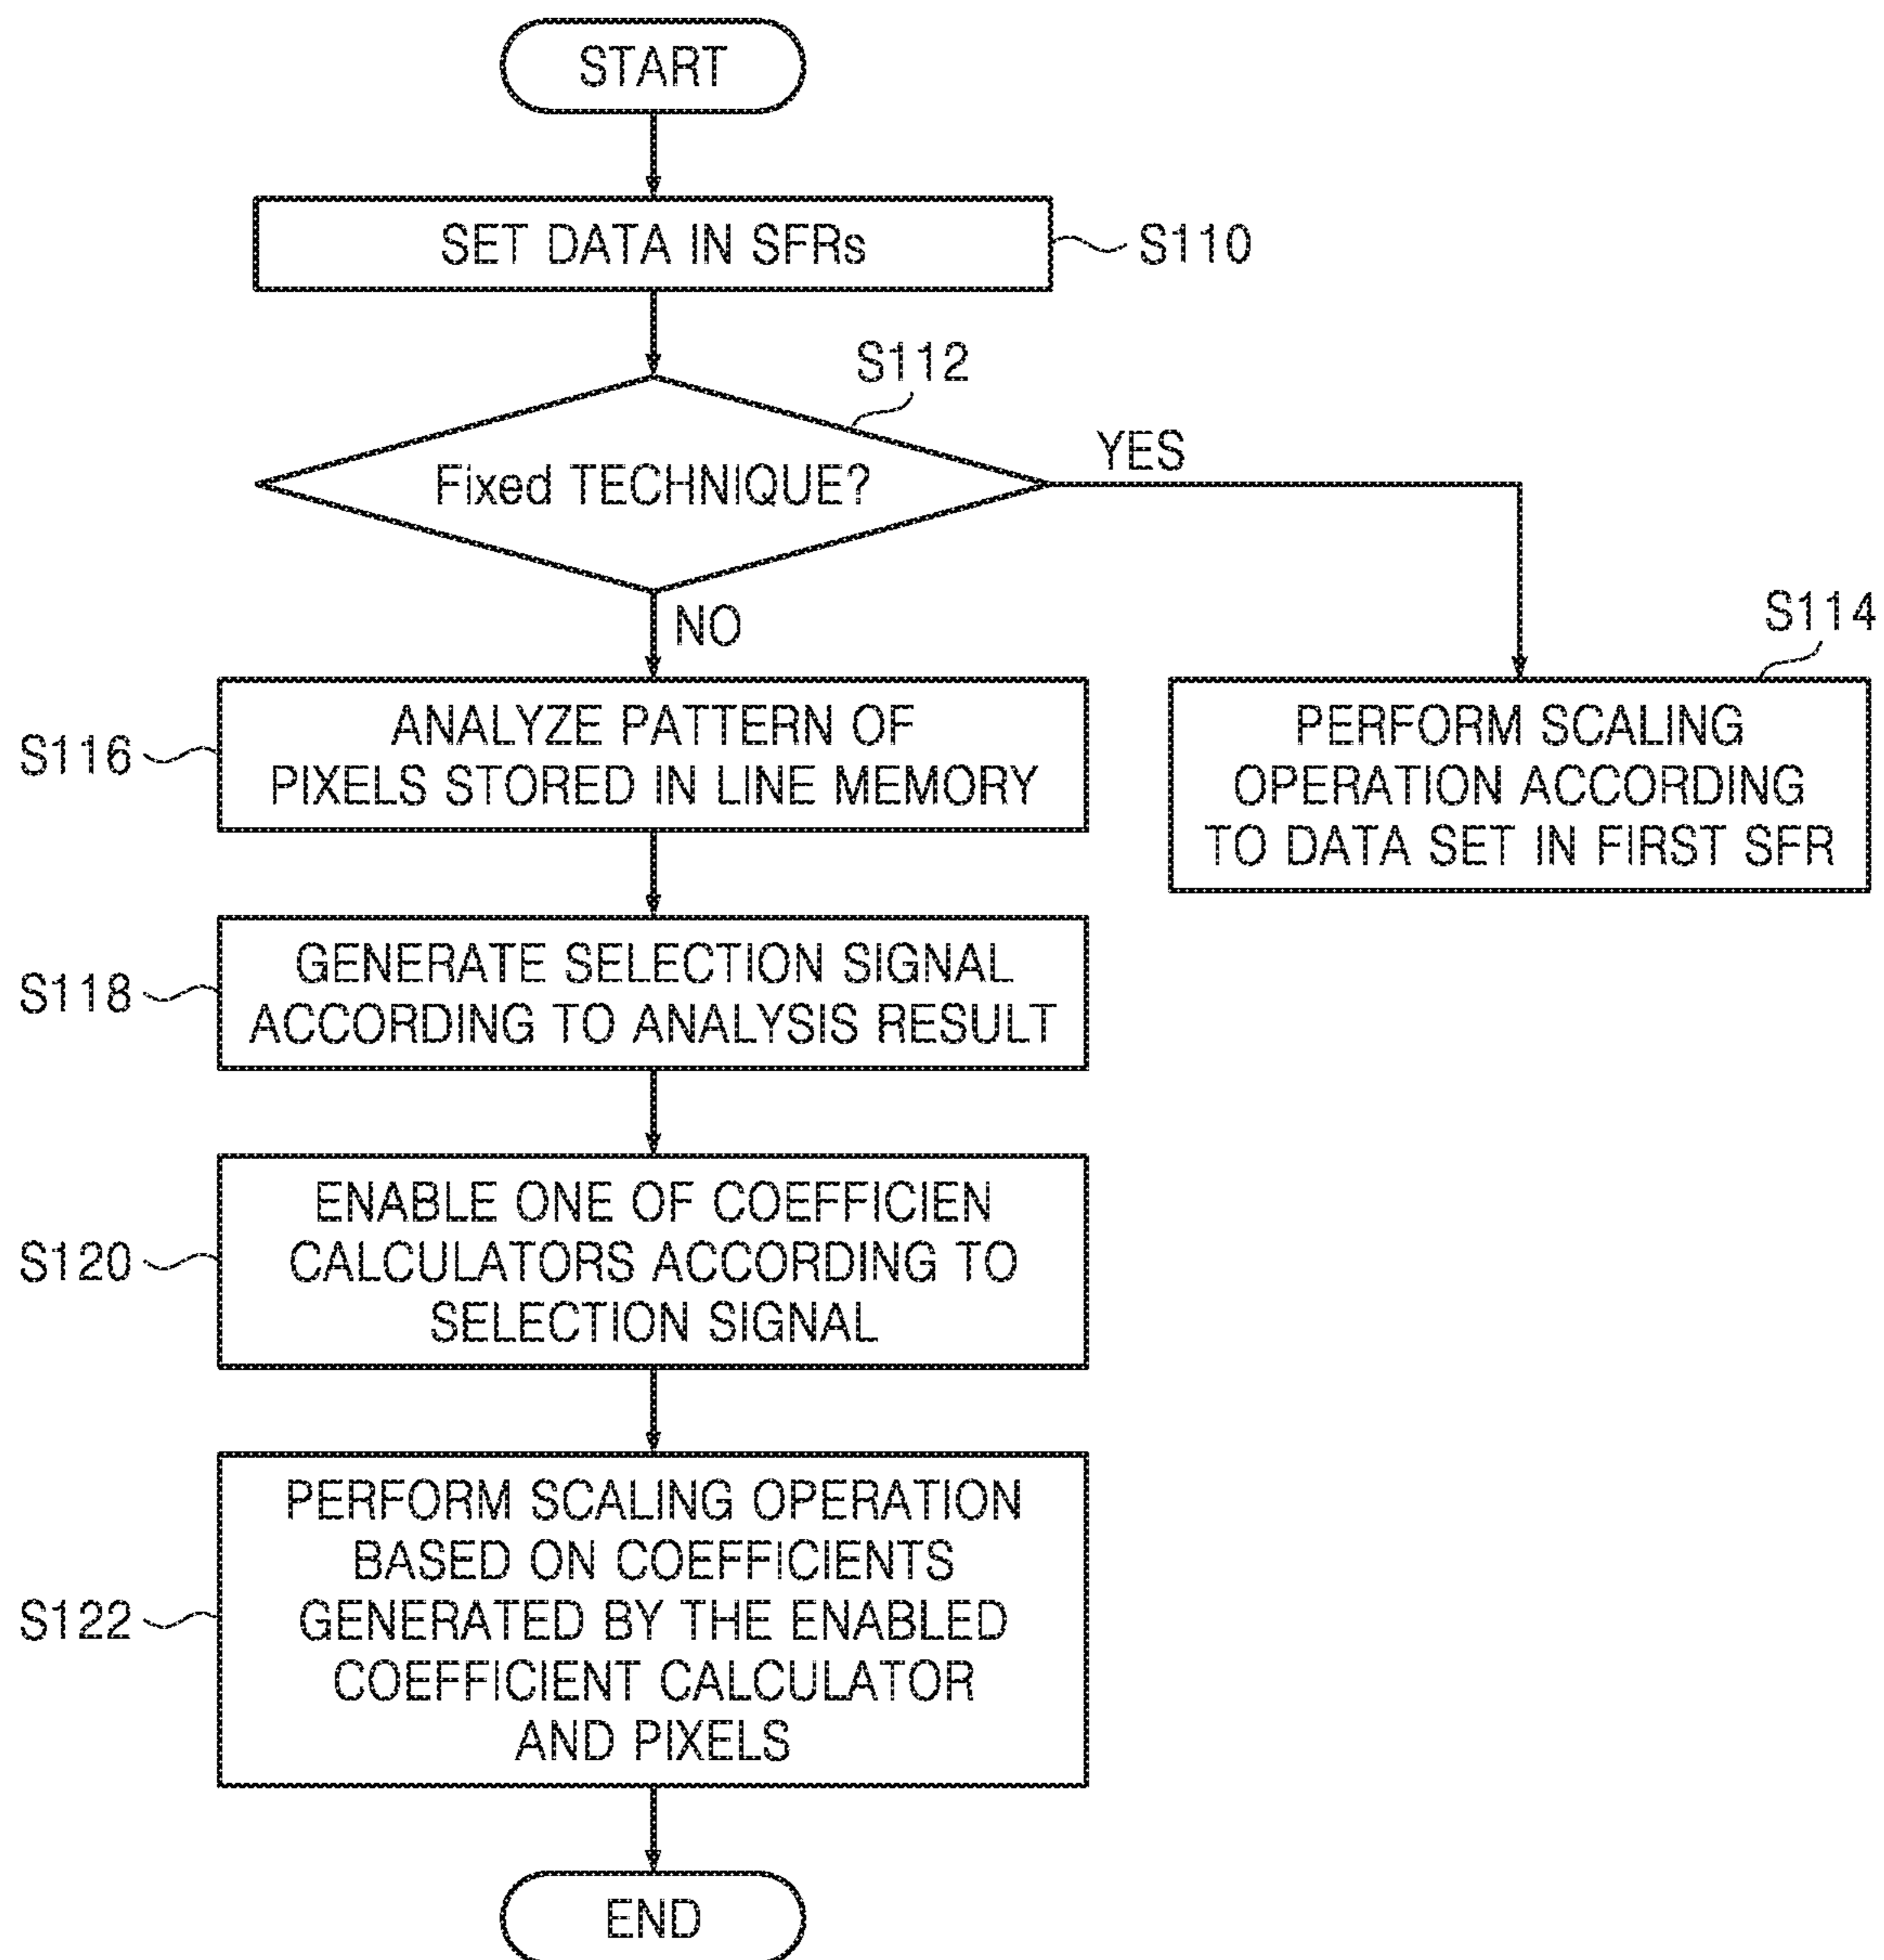 START
SET DATA IN SFRs
S110
S112
Fixed TECHNIQUE?
YES
NO
S114
S116
ANALYZE PATTERN OF
PIXELS STORED IN LINE MEMORY
PERFORM SCALING
OPERATION ACCORDING
TO DATA SET IN FIRST SFR
S118
GENERATE SELECTION SIGNAL
ACCORDING TO ANALYSIS RESULT
S120
ENABLE ONE OF COEFFICIEN
CALCULATORS ACCORDING TO
SELECTION SIGNAL
S122
PERFORM SCALING OPERATION
BASED ON COEFFICIENTS
GENERATED BY THE ENABLED
COEFFICIENT CALCULATOR
AND PIXELS
END